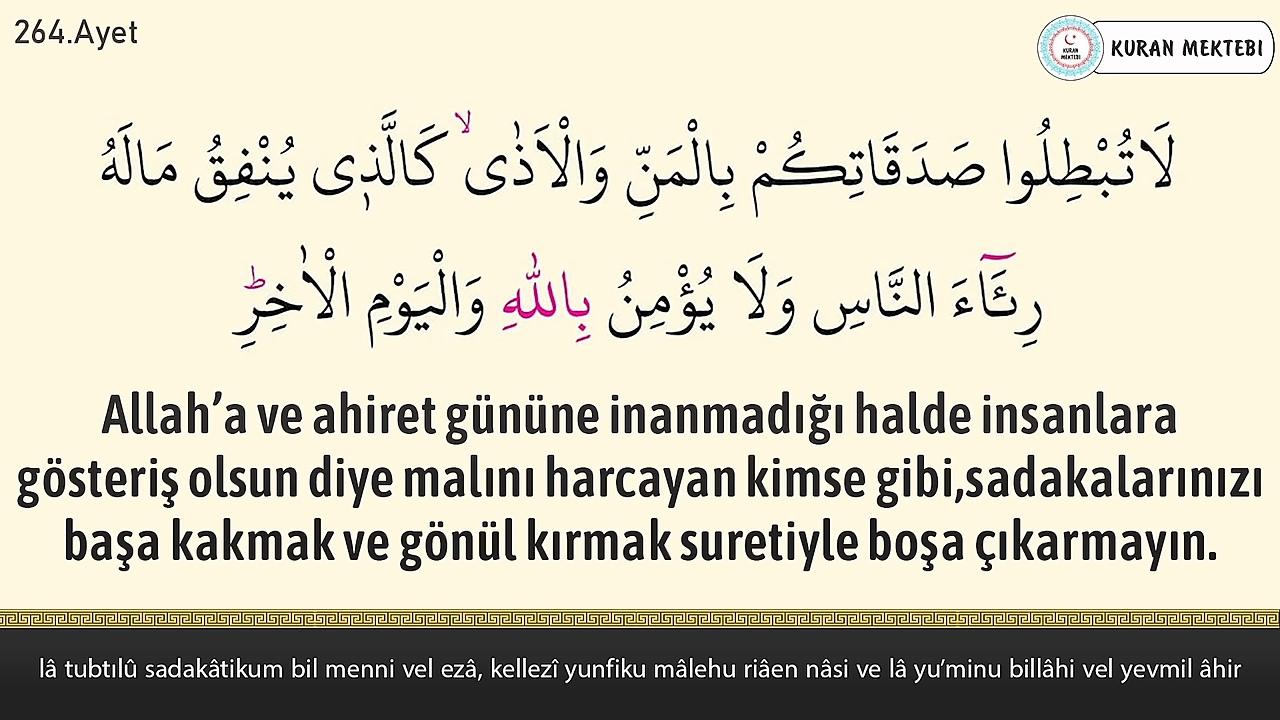 264.Ayet
KURAN MEKTEBI
KURAN
MEKTEBI
لَا تُبْطِلُوا صَدَقَاتِكُمْ بِالْمَنِّ وَالْاَذٰىۙ كَالَّذ۪ى يُنْفِقُ مَالَهُ
رِئَٓاءَ النَّاسِ وَلَا يُؤْمِنُ بِاللّٰهِ وَالْيَوْمِ الْاٰخِرِۜ
Allah’a ve ahiret gününe inanmadığı halde insanlara
gösteriş olsun diye malını harcayan kimse gibi,sadakalarınızı
başa kakmak ve gönül kırmak suretiyle boşa çıkarmayın.
lâ tubtılû sadakâtikum bil menni vel ezâ, kellezî yunfiku mâlehu riâen nâsi ve lâ yu’minu billâhi vel yevmil âhir